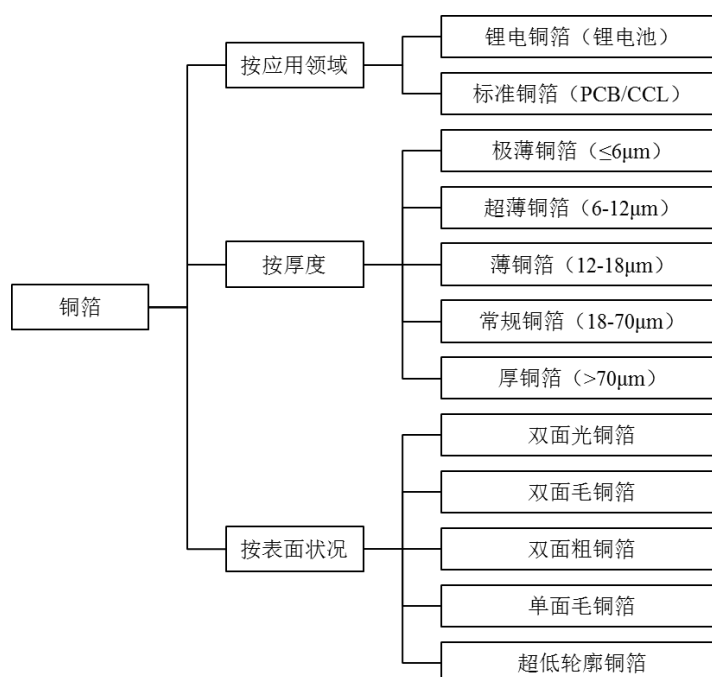 铜箔
按应用领域
锂电铜箔（锂电池）
标准铜箔（PCB/CCL）
按厚度
极薄铜箔（≤6μm）
超薄铜箔（6-12μm）
薄铜箔（12-18μm）
常规铜箔（18-70μm）
厚铜箔（>70μm）
按表面状况
双面光铜箔
双面毛铜箔
双面粗铜箔
单面毛铜箔
超低轮廓铜箔